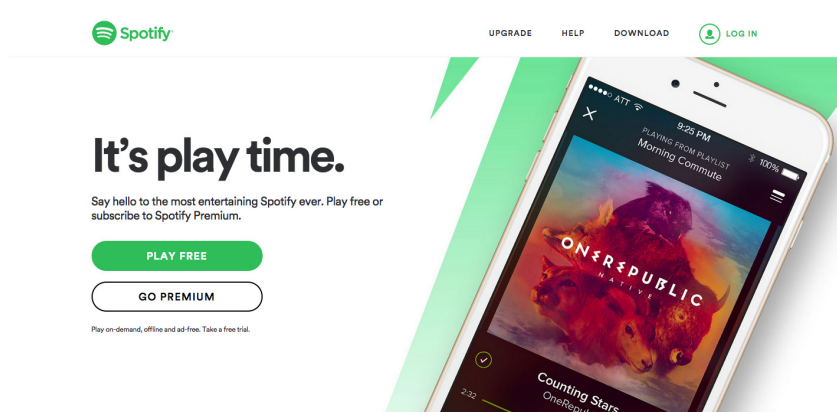 Spotify
UPGRADE
HELP
DOWNLOAD
LOG IN
It's play time.
Say hello to the most entertaining Spotify ever. Play free or
subscribe to Spotify Premium.
PLAY FREE
GO PREMIUM
Play on-demand, offline and ad-free. Take a free trial.
ATT
9:25 PM
100%
PLAYING FROM PLAYLIST
Morning Commute
ONEREPUBLIC
NATIVE
Counting Stars
2:32